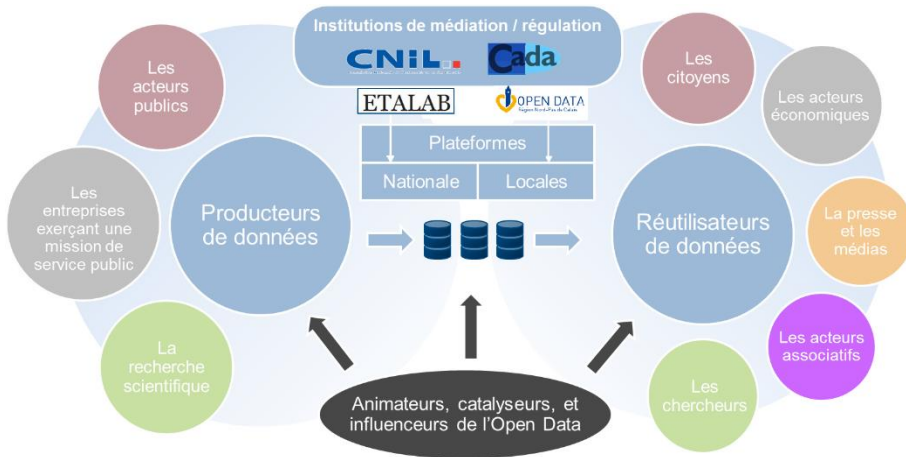 Institutions de médiation / régulation
CNIL
Cada
ETALAB
OPEN DATA
Plateformes
Nationale
Locales
Les
acteurs
publics
Les
entreprises
exerçant une
mission de
service public
La
recherche
scientifique
Producteurs
de données
Réutilisateurs
de données
Les
citoyens
Les acteurs
économiques
La presse
et les
médias
Les acteurs
associatifs
Les
chercheurs
Animateurs, catalyseurs, et
influenceurs de l'Open Data